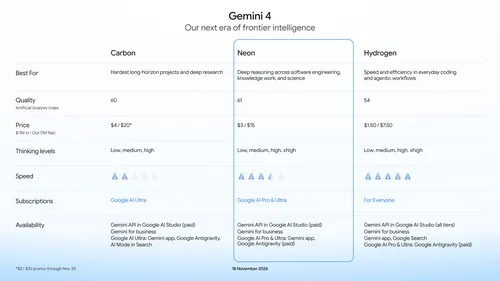 Gemini 4
Our next era of frontier intelligence
Carbon
Neon
Hydrogen
Best For
Hardest long-horizon projects and deep research
Deep reasoning across software engineering,
knowledge work, and science
Speed and efficiency in everyday coding
and agentic workflows
Quality
Artificial Analysis Index
60
61
54
Price
$/1M In / Out (1M flat)
$4 / $20*
$3 / $15
$1.50 / $7.50
Thinking levels
Low, medium, high
Low, medium, high, xhigh
Low, medium, high, xhigh
Speed
Subscriptions
Google AI Ultra
Google AI Pro & Ultra
For Everyone
Availability
Gemini API in Google AI Studio (paid)
Gemini for business
Google AI Ultra: Gemini app, Google Antigravity,
AI Mode in Search
Gemini API in Google AI Studio (paid)
Gemini for business
Google AI Pro & Ultra: Gemini app,
Google Antigravity (paid)
Gemini API in Google AI Studio (all tiers)
Gemini for business
Gemini app, Google Search
Google AI Pro & Ultra: Google Antigravity (paid)
*$2 / $10 promo through Nov 30
18 November 2026